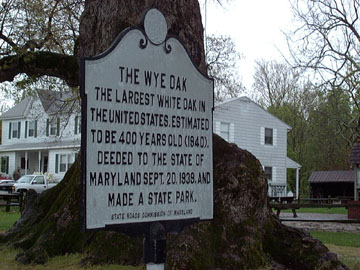 THE WYE OAK
THE LARGEST WHITE OAK IN
THE UNITED STATES. ESTIMATED
TO BE 400 YEARS OLD (1940).
DEEDED TO THE STATE OF
MARYLAND SEPT. 20, 1939, AND
MADE A STATE PARK.
STATE ROADS COMMISSION OF MARYLAND